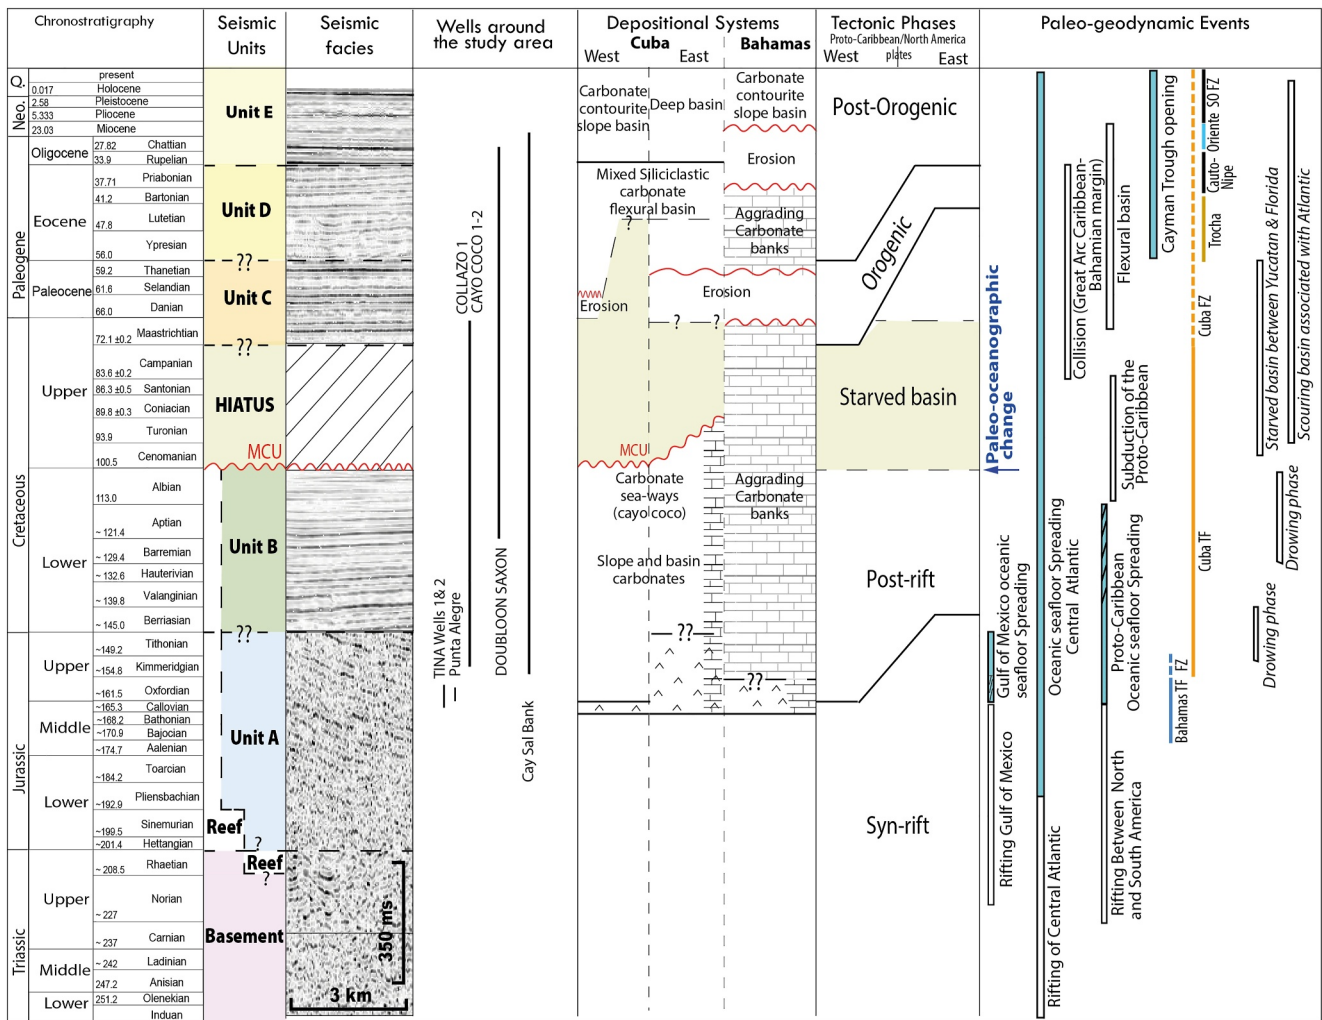 Chronostratigraphy
Seismic
Units
Seismic
facies
Wells around
the study area
Depositional Systems
Cuba
Bahamas
West
East
Tectonic Phases
Proto-Caribbean/North America
plates
West
East
Paleo-geodynamic Events
Q.
Neo.
Paleogene
Cretaceous
Jurassic
Triassic
Oligocene
Eocene
Paleocene
Upper
Lower
Upper
Middle
Lower
Upper
Middle
Lower
present
0.017 Holocene
2.58 Pleistocene
5.333 Pliocene
23.03 Miocene
27.82 Chattian
33.9 Rupelian
37.71 Priabonian
41.2 Bartonian
47.8 Lutetian
56.0 Ypresian
59.2 Thanetian
61.6 Selandian
66.0 Danian
72.1 ±0.2 Maastrichtian
83.6 ±0.2 Campanian
86.3 ±0.5 Santonian
89.8 ±0.3 Coniacian
93.9 Turonian
100.5 Cenomanian
113.0 Albian
~ 121.4 Aptian
~ 129.4 Barremian
~ 132.6 Hauterivian
~ 139.8 Valanginian
~ 145.0 Berriasian
~149.2 Tithonian
~154.8 Kimmeridgian
~161.5 Oxfordian
~165.3 Callovian
~168.2 Bathonian
~170.9 Bajocian
~174.7 Aalenian
~184.2 Toarcian
~192.9 Pliensbachian
~199.5 Sinemurian
~201.4 Hettangian
~ 208.5 Rhaetian
~ 227 Norian
~ 237 Carnian
~ 242 Ladinian
247.2 Anisian
251.2 Olenekian
Induan
Unit E
Unit D
??
Unit C
??
HIATUS
MCU
Unit B
??
Unit A
Reef
?
Reef
?
Basement
350 ms
3 km
TINA Wells 1&2
Punta Alegre
COLLAZO 1
CAYO COCO 1-2
DOUBLOON SAXON
Cay Sal Bank
Carbonate
contourite
slope basin
Deep basin
Carbonate
contourite
slope basin
Erosion
Mixed Siliciclastic
carbonate
flexural basin
?
Aggrading
Carbonate
banks
Erosion
Erosion
?
?
MCU
Carbonate
sea-ways
(cayo coco)
Aggrading
Carbonate
banks
Slope and basin
carbonates
??
??
Post-Orogenic
Orogenic
Starved basin
Post-rift
Syn-rift
Paleo-oceanographic
change
Gulf of Mexico oceanic
seafloor Spreading
Rifting Gulf of Mexico
Oceanic seafloor Spreading
Central Atlantic
Rifting of Central Atlantic
Collision (Great Arc Caribbean-
Bahamian margin)
Flexural basin
Subduction of the
Proto-Caribbean
Proto-Caribbean
Oceanic seafloor Spreading
Rifting Between North
and South America
Cayman Trough opening
Bahamas TF FZ
Oriente SO FZ
Cauto-
Nipe
Trocha
Cuba FZ
Cuba TF
Starved basin between Yucatan & Florida
Scouring basin associated with Atlantic
Drowing phase
Drowing phase